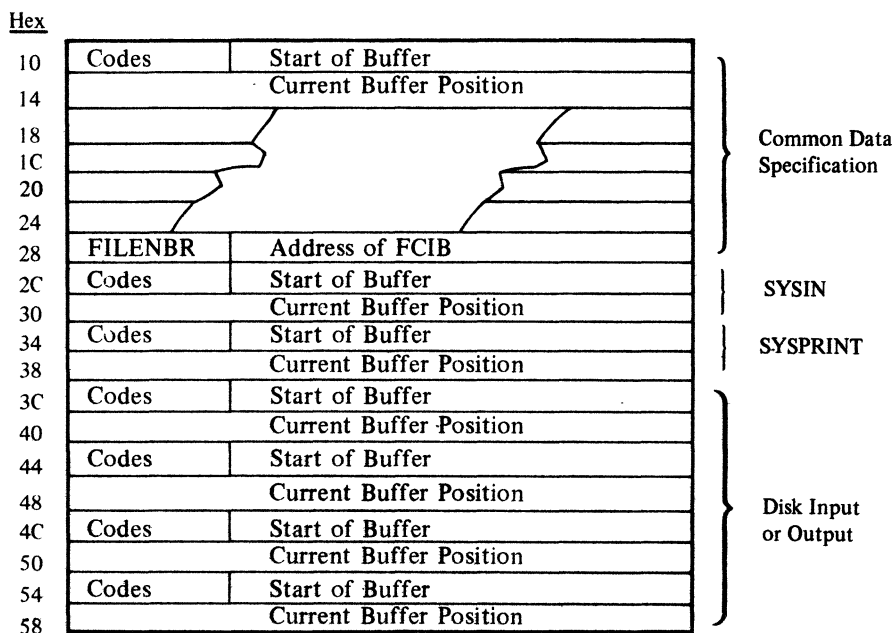 Hex
10 Codes Start of Buffer
14 Current Buffer Position
18
1C
20
24
Common Data
Specification
28 FILENBR Address of FCIB
2C Codes Start of Buffer
30 Current Buffer Position
SYSIN
34 Codes Start of Buffer
38 Current Buffer Position
SYSPRINT
3C Codes Start of Buffer
40 Current Buffer Position
44 Codes Start of Buffer
48 Current Buffer Position
4C Codes Start of Buffer
50 Current Buffer Position
54 Codes Start of Buffer
58 Current Buffer Position
Disk Input
or Output